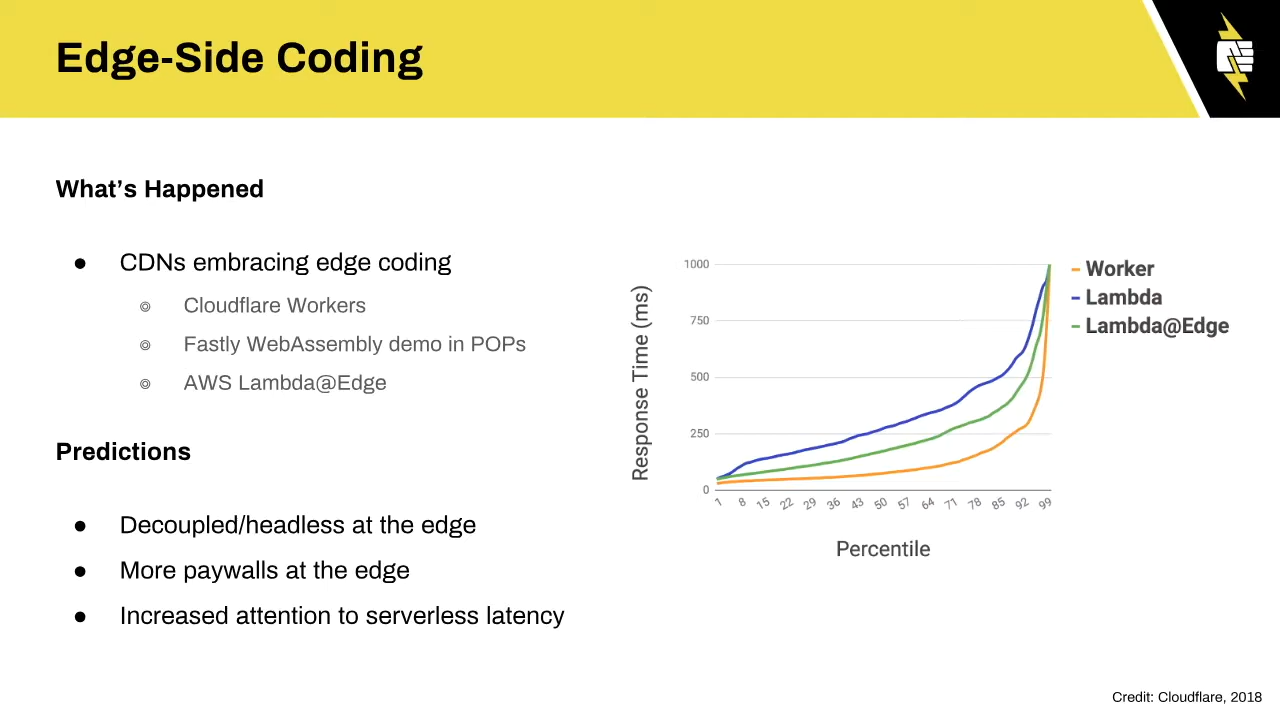 Edge-Side Coding
What’s Happened
● CDNs embracing edge coding
◎ Cloudflare Workers
◎ Fastly WebAssembly demo in POPs
◎ AWS Lambda@Edge
Predictions
● Decoupled/headless at the edge
● More paywalls at the edge
● Increased attention to serverless latency
Response Time (ms)
1000
750
500
250
0
1 8 15 22 29 36 43 50 57 64 71 78 85 92 99
Percentile
Worker
Lambda
Lambda@Edge
Credit: Cloudflare, 2018